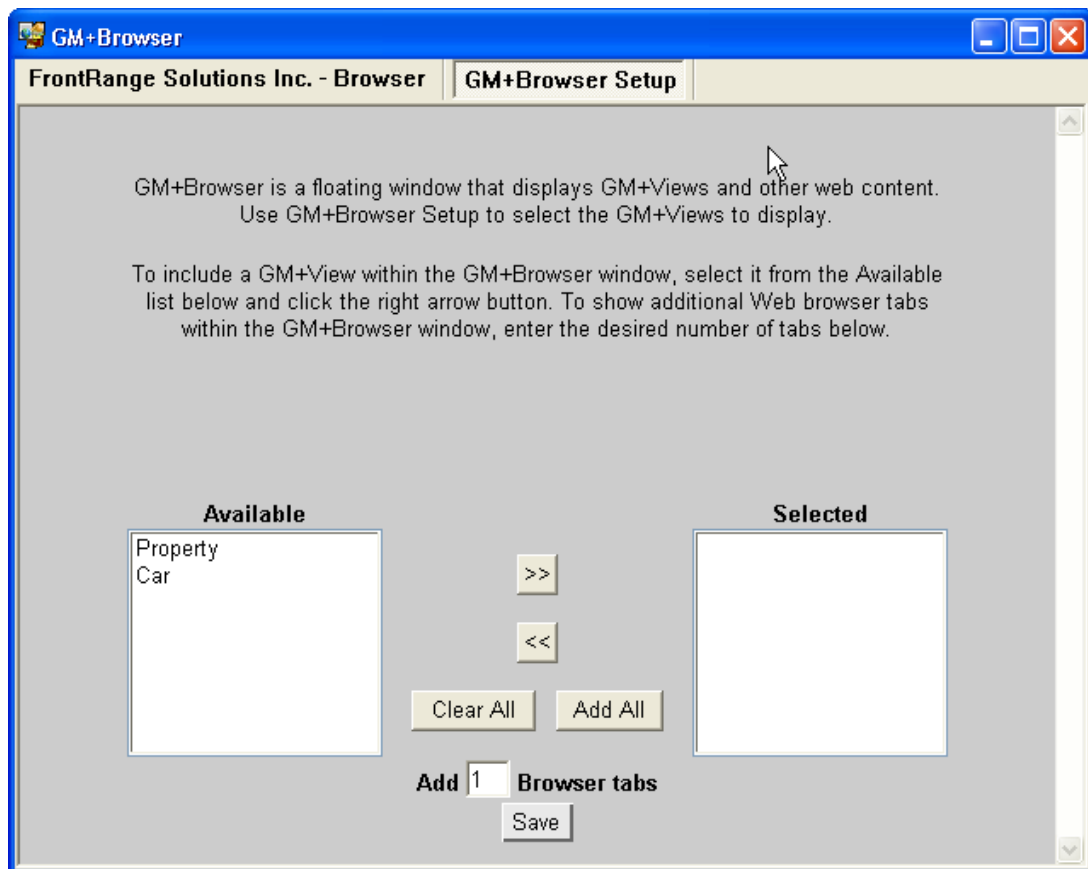 GM+Browser
FrontRange Solutions Inc. - Browser GM+Browser Setup
GM+Browser is a floating window that displays GM+Views and other web content.
Use GM+Browser Setup to select the GM+Views to display.
To include a GM+View within the GM+Browser window, select it from the Available
list below and click the right arrow button. To show additional Web browser tabs
within the GM+Browser window, enter the desired number of tabs below.
Available Selected
Property
Car
>>
<<
Clear All Add All
Add 1 Browser tabs
Save